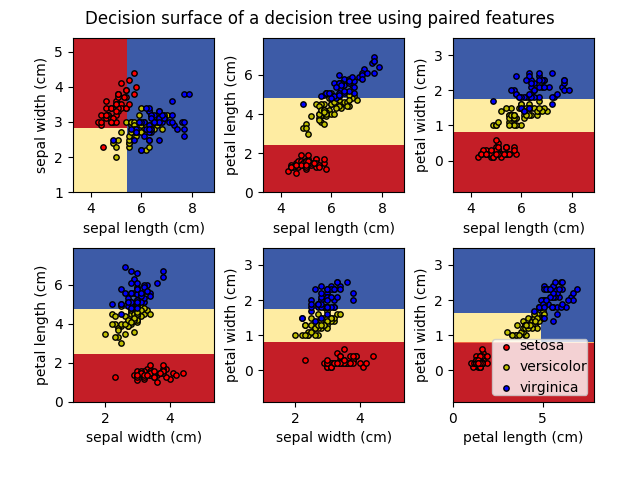 Decision surface of a decision tree using paired features
5
4
3
2
1
sepal width (cm)
4
6
8
sepal length (cm)
6
4
2
0
petal length (cm)
4
6
8
sepal length (cm)
3
2
1
0
petal width (cm)
4
6
8
sepal length (cm)
6
4
2
0
petal length (cm)
2
4
sepal width (cm)
3
2
1
0
petal width (cm)
2
4
sepal width (cm)
3
2
1
0
petal width (cm)
0
5
petal length (cm)
setosa
versicolor
virginica